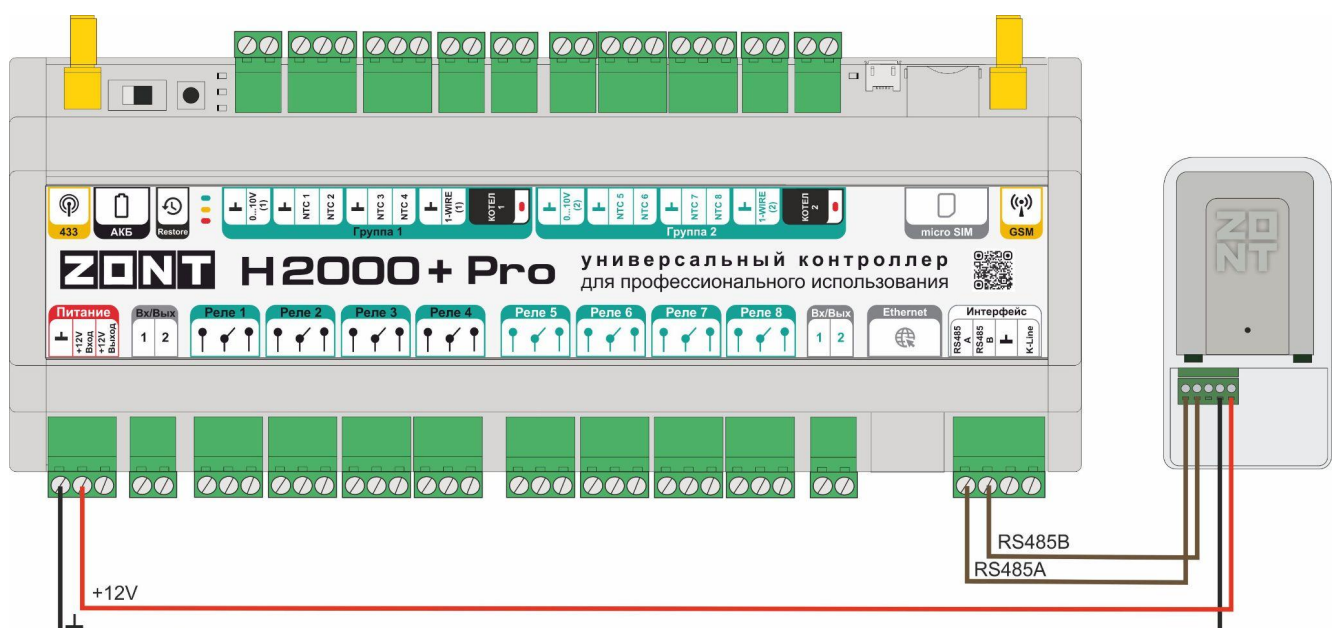 433
АКБ
Restore
0...10V (1)
NTC 1
NTC 2
NTC 3
NTC 4
1-WIRE (1)
КОТЕЛ 1
Группа 1
0...10V (2)
NTC 5
NTC 6
NTC 7
NTC 8
1-WIRE (2)
КОТЕЛ 2
Группа 2
micro SIM
GSM
ZONT H2000+ Pro
универсальный контроллер
для профессионального использования
ZONT
Питание
+12V Вход
+12V Выход
Вх/Вых
1 2
Реле 1
Реле 2
Реле 3
Реле 4
Реле 5
Реле 6
Реле 7
Реле 8
Вх/Вых
1 2
Ethernet
Интерфейс
RS485 A
RS485 B
K-Line
RS485B
RS485A
+12V